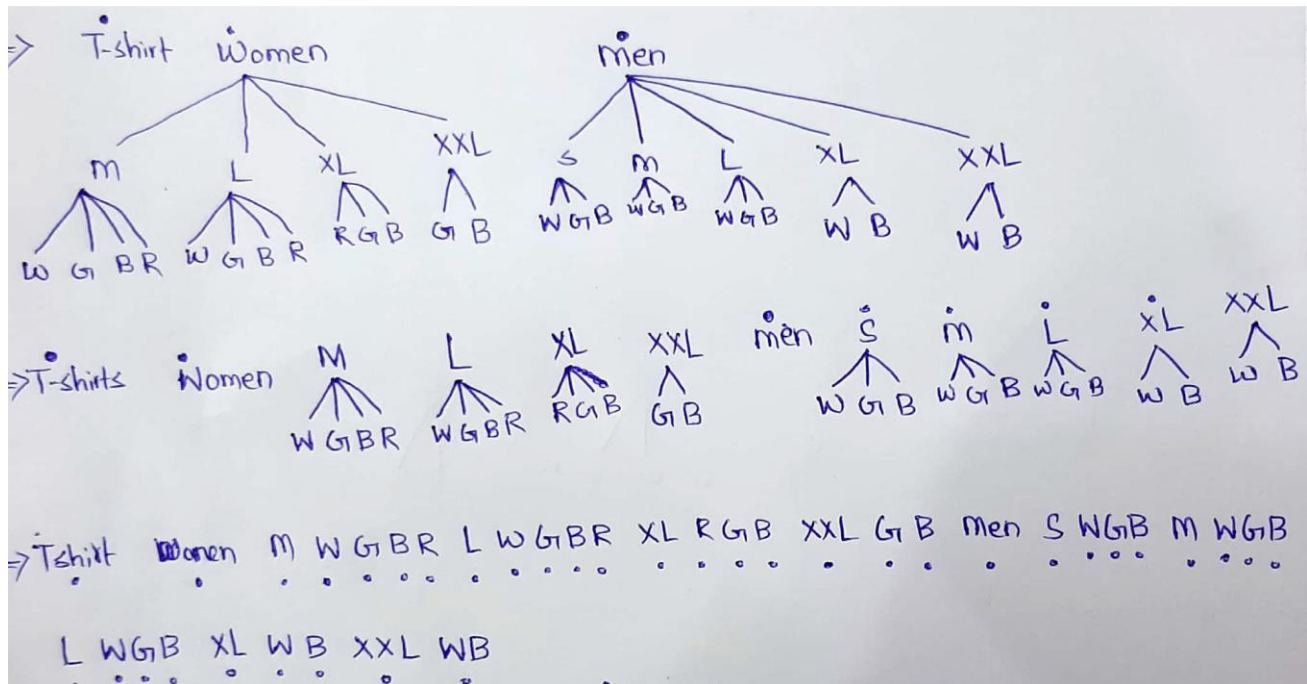 => T-shirt Women men
M L XL XXL S m L XL XXL
W G B R W G B R R G B G B W G B W G B W G B W B W B
=> T-shirts Women M L XL XXL men S m L XL XXL
W G B R W G B R R G B G B W G B W G B W G B W B W B
=> Tshirt Women M W G B R L W G B R XL R G B XXL G B men S W G B M W G B
L W G B XL W B XXL W B